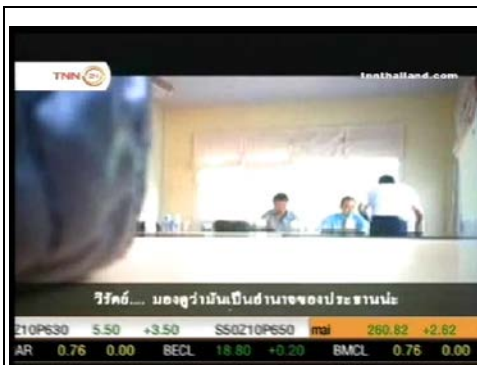 TNN 24
tnnthailand.com
วิรัตน์.... มองดูว่ามันเป็นอำนาจของประธานน่ะ
Z10P630 5.50 +3.50 S50Z10P650 mai 260.82 +2.62
AR 0.76 0.00 BECL 18.80 +0.20 BMCL 0.76 0.00